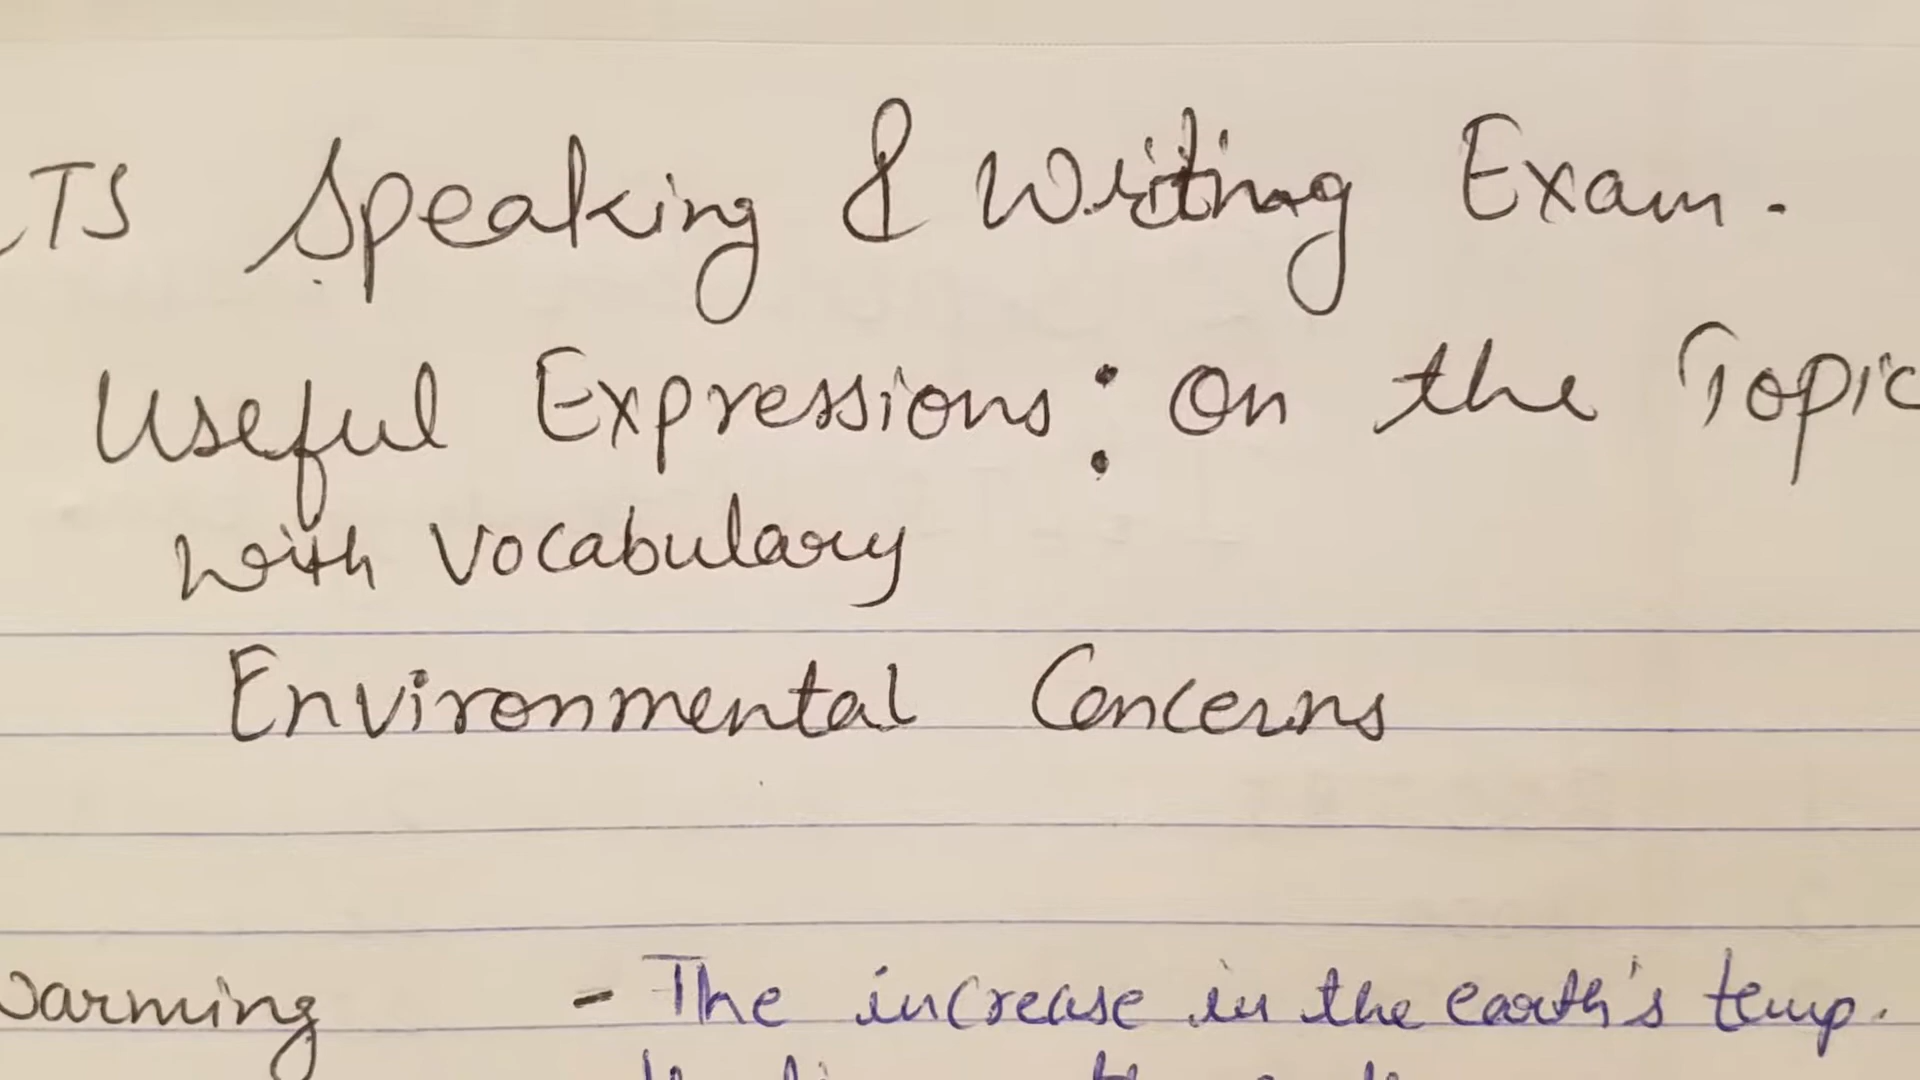 TS Speaking & Writing Exam.
Useful Expressions: On the Topic
with Vocabulary
Environmental Concerns
warming - The increase in the earth's temp.